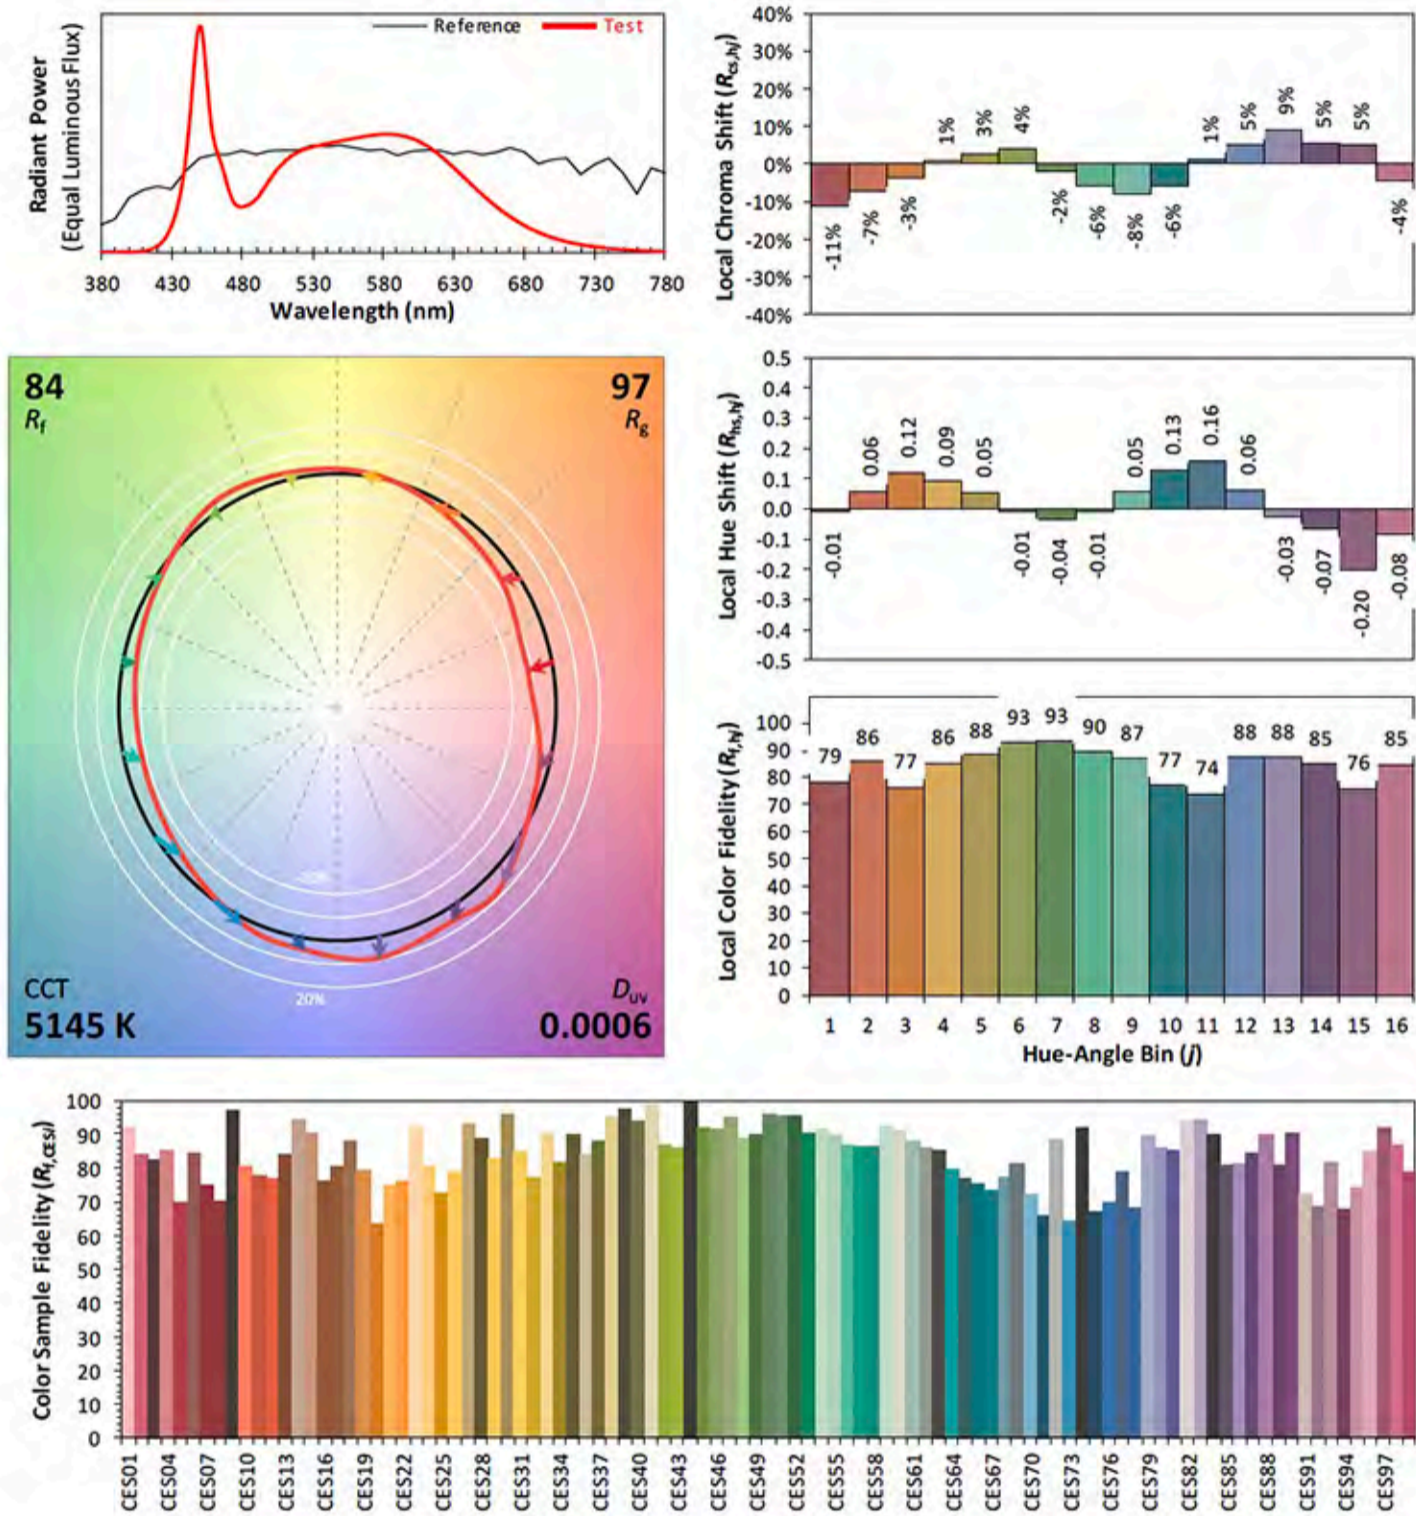 Reference Test
Radiant Power
(Equal Luminous Flux)
380 430 480 530 580 630 680 730 780
Wavelength (nm)
Local Chroma Shift (Rcs,hj)
40%
30%
20%
10%
0%
-10%
-20%
-30%
-40%
-11% -7% -3% 1% 3% 4% -2% -6% -8% -6% 1% 5% 9% 5% 5% -4%
84
Rf
97
Rg
20%
CCT
5145 K
Duv
0.0006
Local Hue Shift (Rhs,hj)
0.5
0.4
0.3
0.2
0.1
0.0
-0.1
-0.2
-0.3
-0.4
-0.5
-0.01 0.06 0.12 0.09 0.05 -0.01 -0.04 -0.01 0.05 0.13 0.16 0.06 -0.03 -0.07 -0.20 -0.08
Local Color Fidelity (Rf,hj)
100
90
80
70
60
50
40
30
20
10
0
79 86 77 86 88 93 93 90 87 77 74 88 88 85 76 85
1 2 3 4 5 6 7 8 9 10 11 12 13 14 15 16
Hue-Angle Bin (j)
Color Sample Fidelity (Rf,CESi)
100
90
80
70
60
50
40
30
20
10
0
CES01 CES04 CES07 CES10 CES13 CES16 CES19 CES22 CES25 CES28 CES31 CES34 CES37 CES40 CES43 CES46 CES49 CES52 CES55 CES58 CES61 CES64 CES67 CES70 CES73 CES76 CES79 CES82 CES85 CES88 CES91 CES94 CES97